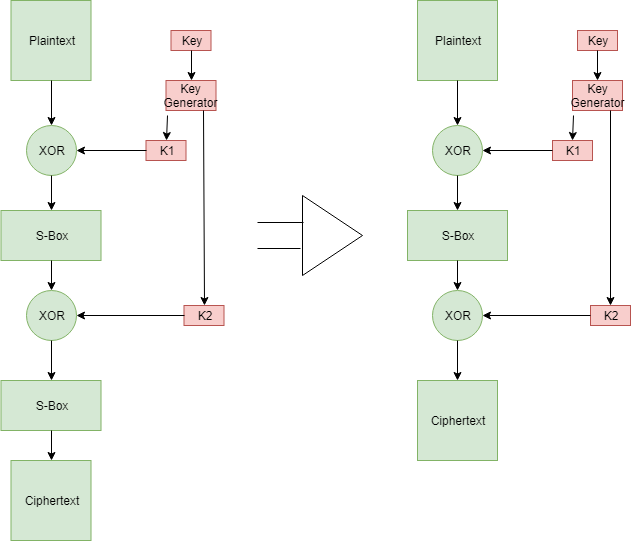 Plaintext
Key
Key
Generator
XOR
K1
S-Box
XOR
K2
S-Box
Ciphertext
Plaintext
Key
Key
Generator
XOR
K1
S-Box
XOR
K2
Ciphertext